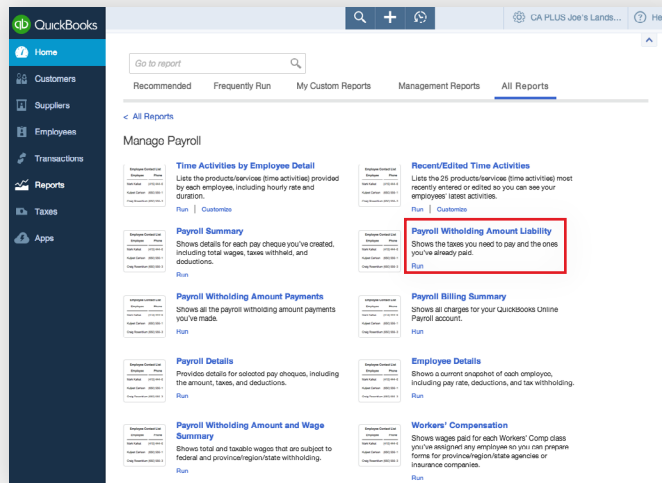 QuickBooks
CA PLUS Joe's Lands...
He
Home
Customers
Suppliers
Employees
Transactions
Reports
Taxes
Apps
Go to report
Recommended Frequently Run My Custom Reports Management Reports All Reports
< All Reports
Manage Payroll
Time Activities by Employee Detail
Lists the products/services (time activities) provided
by each employee, including hourly rate and
duration.
Run | Customize
Recent/Edited Time Activities
Lists the 25 products/services (time activities) most
recently entered or edited so you can see your
employees' latest activities.
Run | Customize
Payroll Summary
Shows details for each pay cheque you've created,
including total wages, taxes withheld, and
deductions.
Run
Payroll Witholding Amount Liability
Shows the taxes you need to pay and the ones
you've already paid.
Run
Payroll Witholding Amount Payments
Shows all the payroll witholding amount payments
you've made.
Run
Payroll Billing Summary
Shows all charges for your QuickBooks Online
Payroll account.
Run
Payroll Details
Provides details for selected pay cheques, including
the amount, taxes, and deductions.
Run
Employee Details
Shows a current snapshot of each employee,
including pay rate, deductions, and tax withholding.
Run
Payroll Witholding Amount and Wage
Summary
Shows total and taxable wages that are subject to
federal and province/region/state withholding.
Run
Workers' Compensation
Shows wages paid for each Workers' Comp class
you've assigned any employee so you can prepare
forms for province/region/state agencies or
insurance companies.
Run